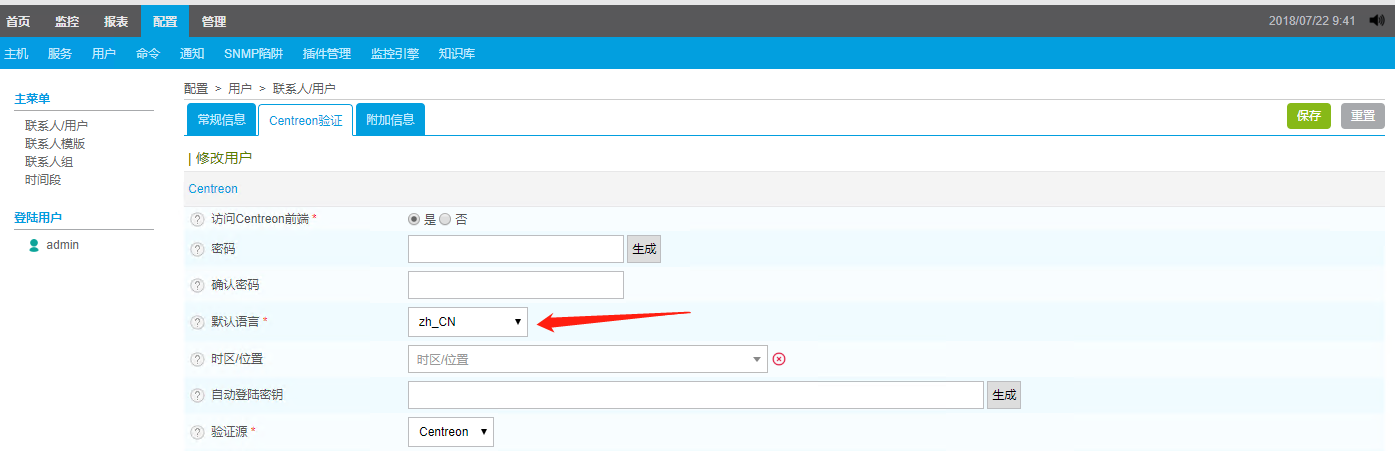 首页 监控 报表 配置 管理 2018/07/22 9:41
主机 服务 用户 命令 通知 SNMP陷阱 插件管理 监控引擎 知识库
主菜单
联系人/用户
联系人模版
联系人组
时间段
登陆用户
admin
配置 > 用户 > 联系人/用户
常规信息 Centreon验证 附加信息 保存 重置
| 修改用户
Centreon
? 访问Centreon前端 * 是 否
? 密码 生成
? 确认密码
? 默认语言 * zh_CN
? 时区/位置 时区/位置
? 自动登陆密钥 生成
? 验证源 * Centreon